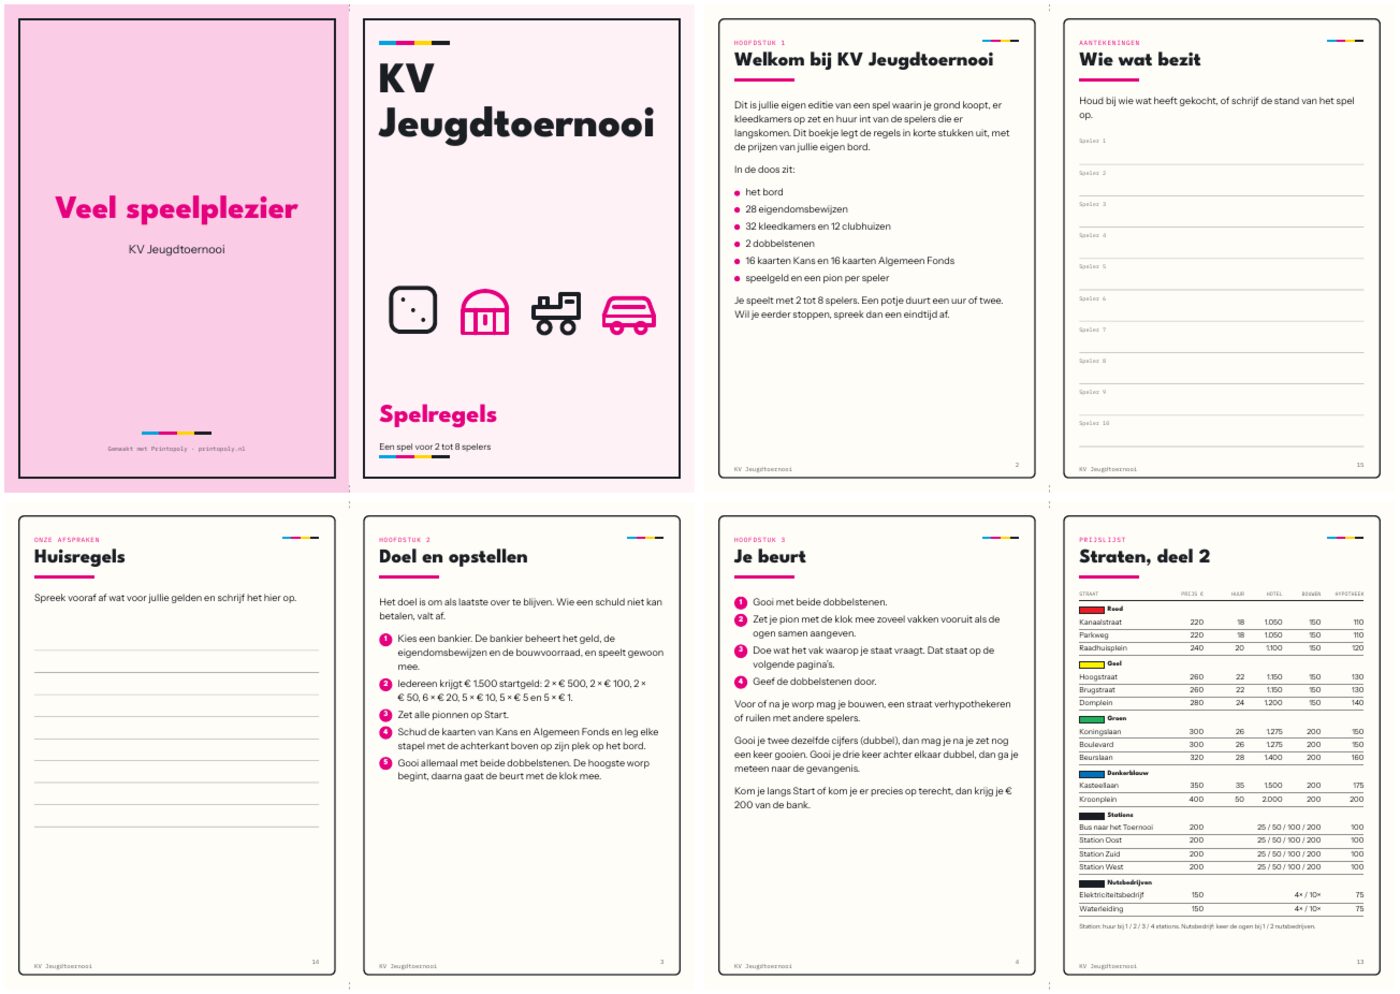 Veel speelplezier
KV Jeugdtoernooi
Gemaakt met Printopoly - printopoly.nl
KV
Jeugdtoernooi
Spelregels
Een spel voor 2 tot 8 spelers
HOOFDSTUK 1
Welkom bij KV Jeugdtoernooi
Dit is jullie eigen editie van een spel waarin je grond koopt, er
kleedkamers op zet en huur int van de spelers die er
langskomen. Dit boekje legt de regels in korte stukken uit, met
de prijzen van jullie eigen bord.
In de doos zit:
het bord
28 eigendomsbewijzen
32 kleedkamers en 12 clubhuizen
2 dobbelstenen
16 kaarten Kans en 16 kaarten Algemeen Fonds
speelgeld en een pion per speler
Je speelt met 2 tot 8 spelers. Een potje duurt een uur of twee.
Wil je eerder stoppen, spreek dan een eindtijd af.
KV Jeugdtoernooi
2
AANTEKENINGEN
Wie wat bezit
Houd bij wie wat heeft gekocht, of schrijf de stand van het spel
op.
Speler 1
Speler 2
Speler 3
Speler 4
Speler 5
Speler 6
Speler 7
Speler 8
Speler 9
Speler 10
KV Jeugdtoernooi
15
ONZE AFSPRAKEN
Huisregels
Spreek vooraf af wat voor jullie gelden en schrijf het hier op.
KV Jeugdtoernooi
14
HOOFDSTUK 2
Doel en opstellen
Het doel is om als laatste over te blijven. Wie een schuld niet kan
betalen, valt af.
1 Kies een bankier. De bankier beheert het geld, de
eigendomsbewijzen en de bouwvoorraad, en speelt gewoon
mee.
2 Iedereen krijgt € 1.500 startgeld: 2 × € 500, 2 × € 100, 2 ×
€ 50, 6 × € 20, 5 × € 10, 5 × € 5 en 5 × € 1.
3 Zet alle pionnen op Start.
4 Schud de kaarten van Kans en Algemeen Fonds en leg elke
stapel met de achterkant boven op zijn plek op het bord.
5 Gooi allemaal met beide dobbelstenen. De hoogste worp
begint, daarna gaat de beurt met de klok mee.
KV Jeugdtoernooi
3
HOOFDSTUK 3
Je beurt
1 Gooi met beide dobbelstenen.
2 Zet je pion met de klok mee zoveel vakken vooruit als de
ogen samen aangeven.
3 Doe wat het vak waarop je staat vraagt. Dat staat op de
volgende pagina's.
4 Geef de dobbelstenen door.
Voor of na je worp mag je bouwen, een straat verhypothekeren
of ruilen met andere spelers.
Gooi je twee dezelfde cijfers (dubbel), dan mag je na je zet nog
een keer gooien. Gooi je drie keer achter elkaar dubbel, dan ga je
meteen naar de gevangenis.
Kom je langs Start of kom je er precies op terecht, dan krijg je €
200 van de bank.
KV Jeugdtoernooi
4
PRIJSLIJST
Straten, deel 2
STRAAT PRIJS € HUUR HOTEL BOUWEN HYPOTHEEK
Rood
Kanaalstraat 220 18 1.050 150 110
Parkweg 220 18 1.050 150 110
Raadhuisplein 240 20 1.100 150 120
Geel
Hoogstraat 260 22 1.150 150 130
Brugstraat 260 22 1.150 150 130
Domplein 280 24 1.200 150 140
Groen
Koningslaan 300 26 1.275 200 150
Boulevard 300 26 1.275 200 150
Beurslaan 320 28 1.400 200 160
Donkerblauw
Kasteellaan 350 35 1.500 200 175
Kroonplein 400 50 2.000 200 200
Stations
Bus naar het Toernooi 200 25 / 50 / 100 / 200 100
Station Oost 200 25 / 50 / 100 / 200 100
Station Zuid 200 25 / 50 / 100 / 200 100
Station West 200 25 / 50 / 100 / 200 100
Nutsbedrijven
Elektriciteitsbedrijf 150 4× / 10× 75
Waterleiding 150 4× / 10× 75
Station: huur bij 1 / 2 / 3 / 4 stations. Nutsbedrijf: keer de ogen bij 1 / 2 nutsbedrijven.
KV Jeugdtoernooi
13